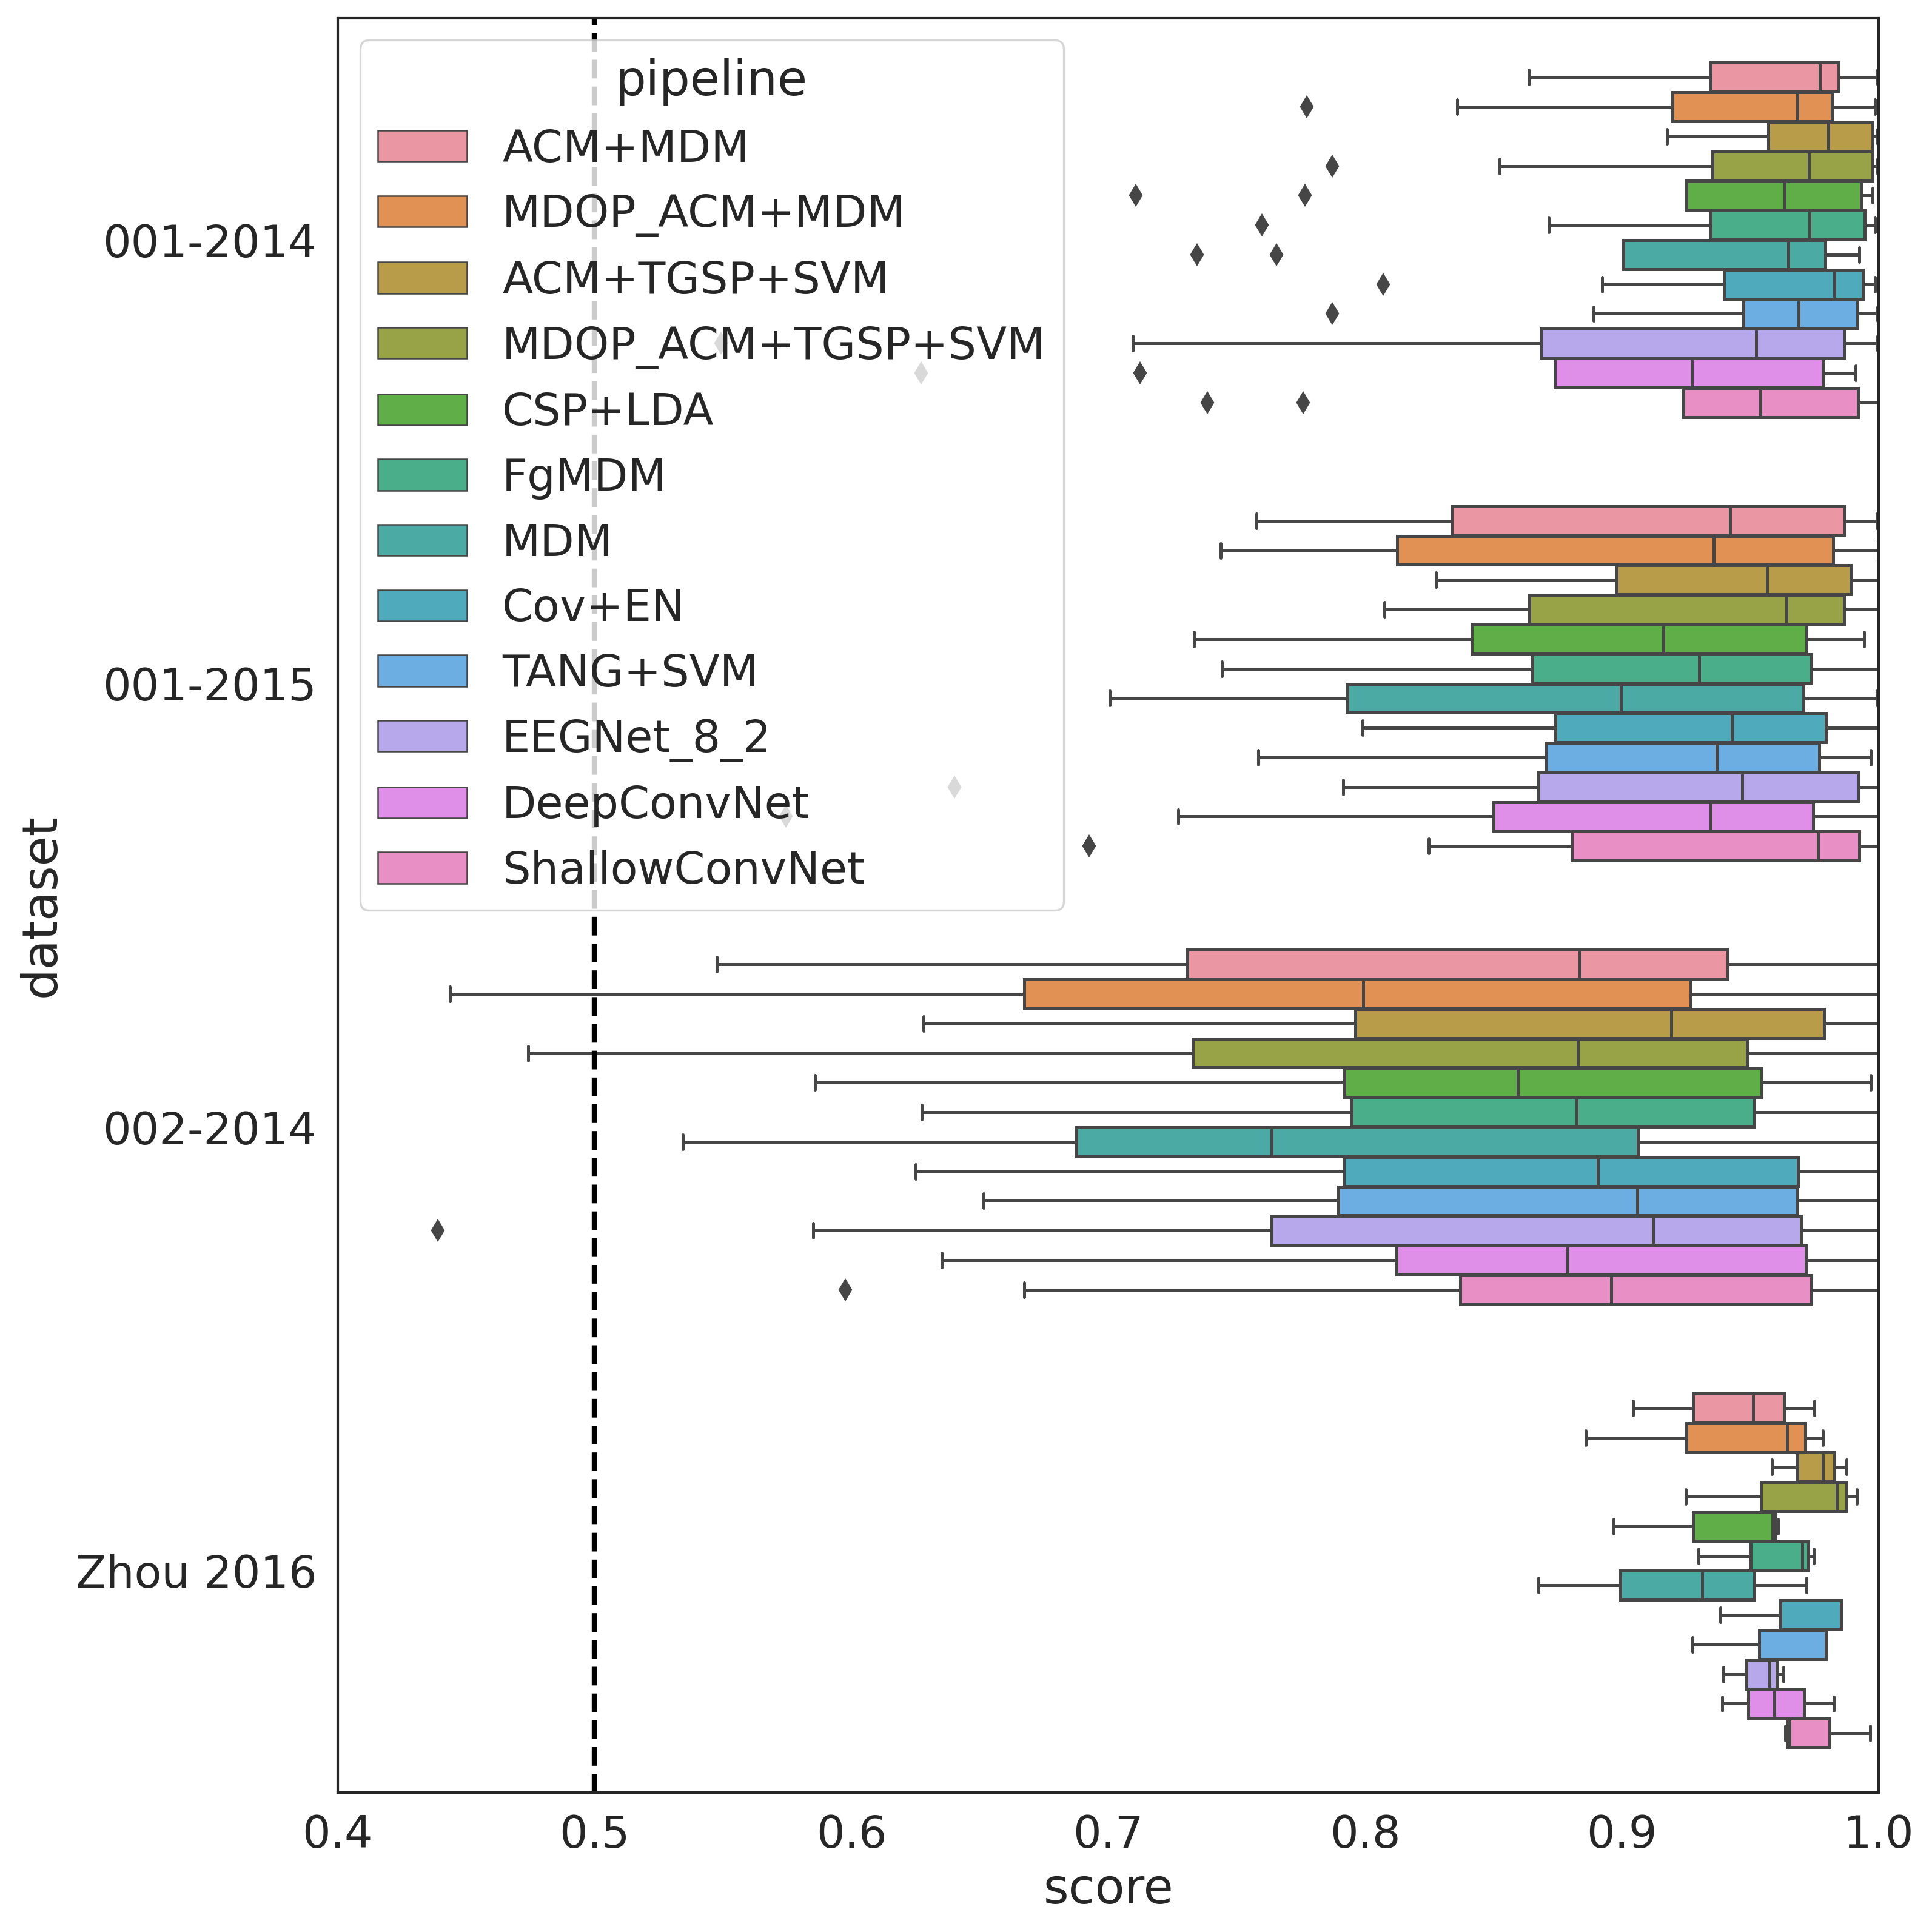 pipeline
ACM+MDM
MDOP_ACM+MDM
ACM+TGSP+SVM
MDOP_ACM+TGSP+SVM
CSP+LDA
FgMDM
MDM
Cov+EN
TANG+SVM
EEGNet_8_2
DeepConvNet
ShallowConvNet
dataset
001-2014
001-2015
002-2014
Zhou 2016
0.4 0.5 0.6 0.7 0.8 0.9 1.0
score